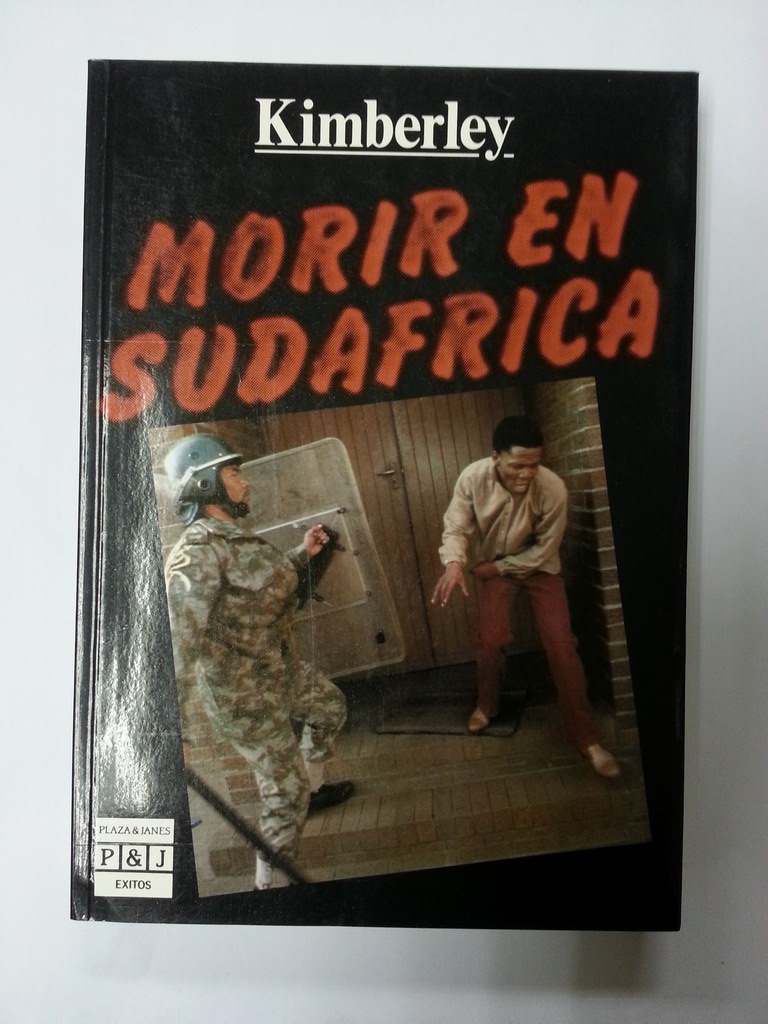 Kimberley
MORIR EN
SUDAFRICA
PLAZA & JANES
P & J
EXITOS